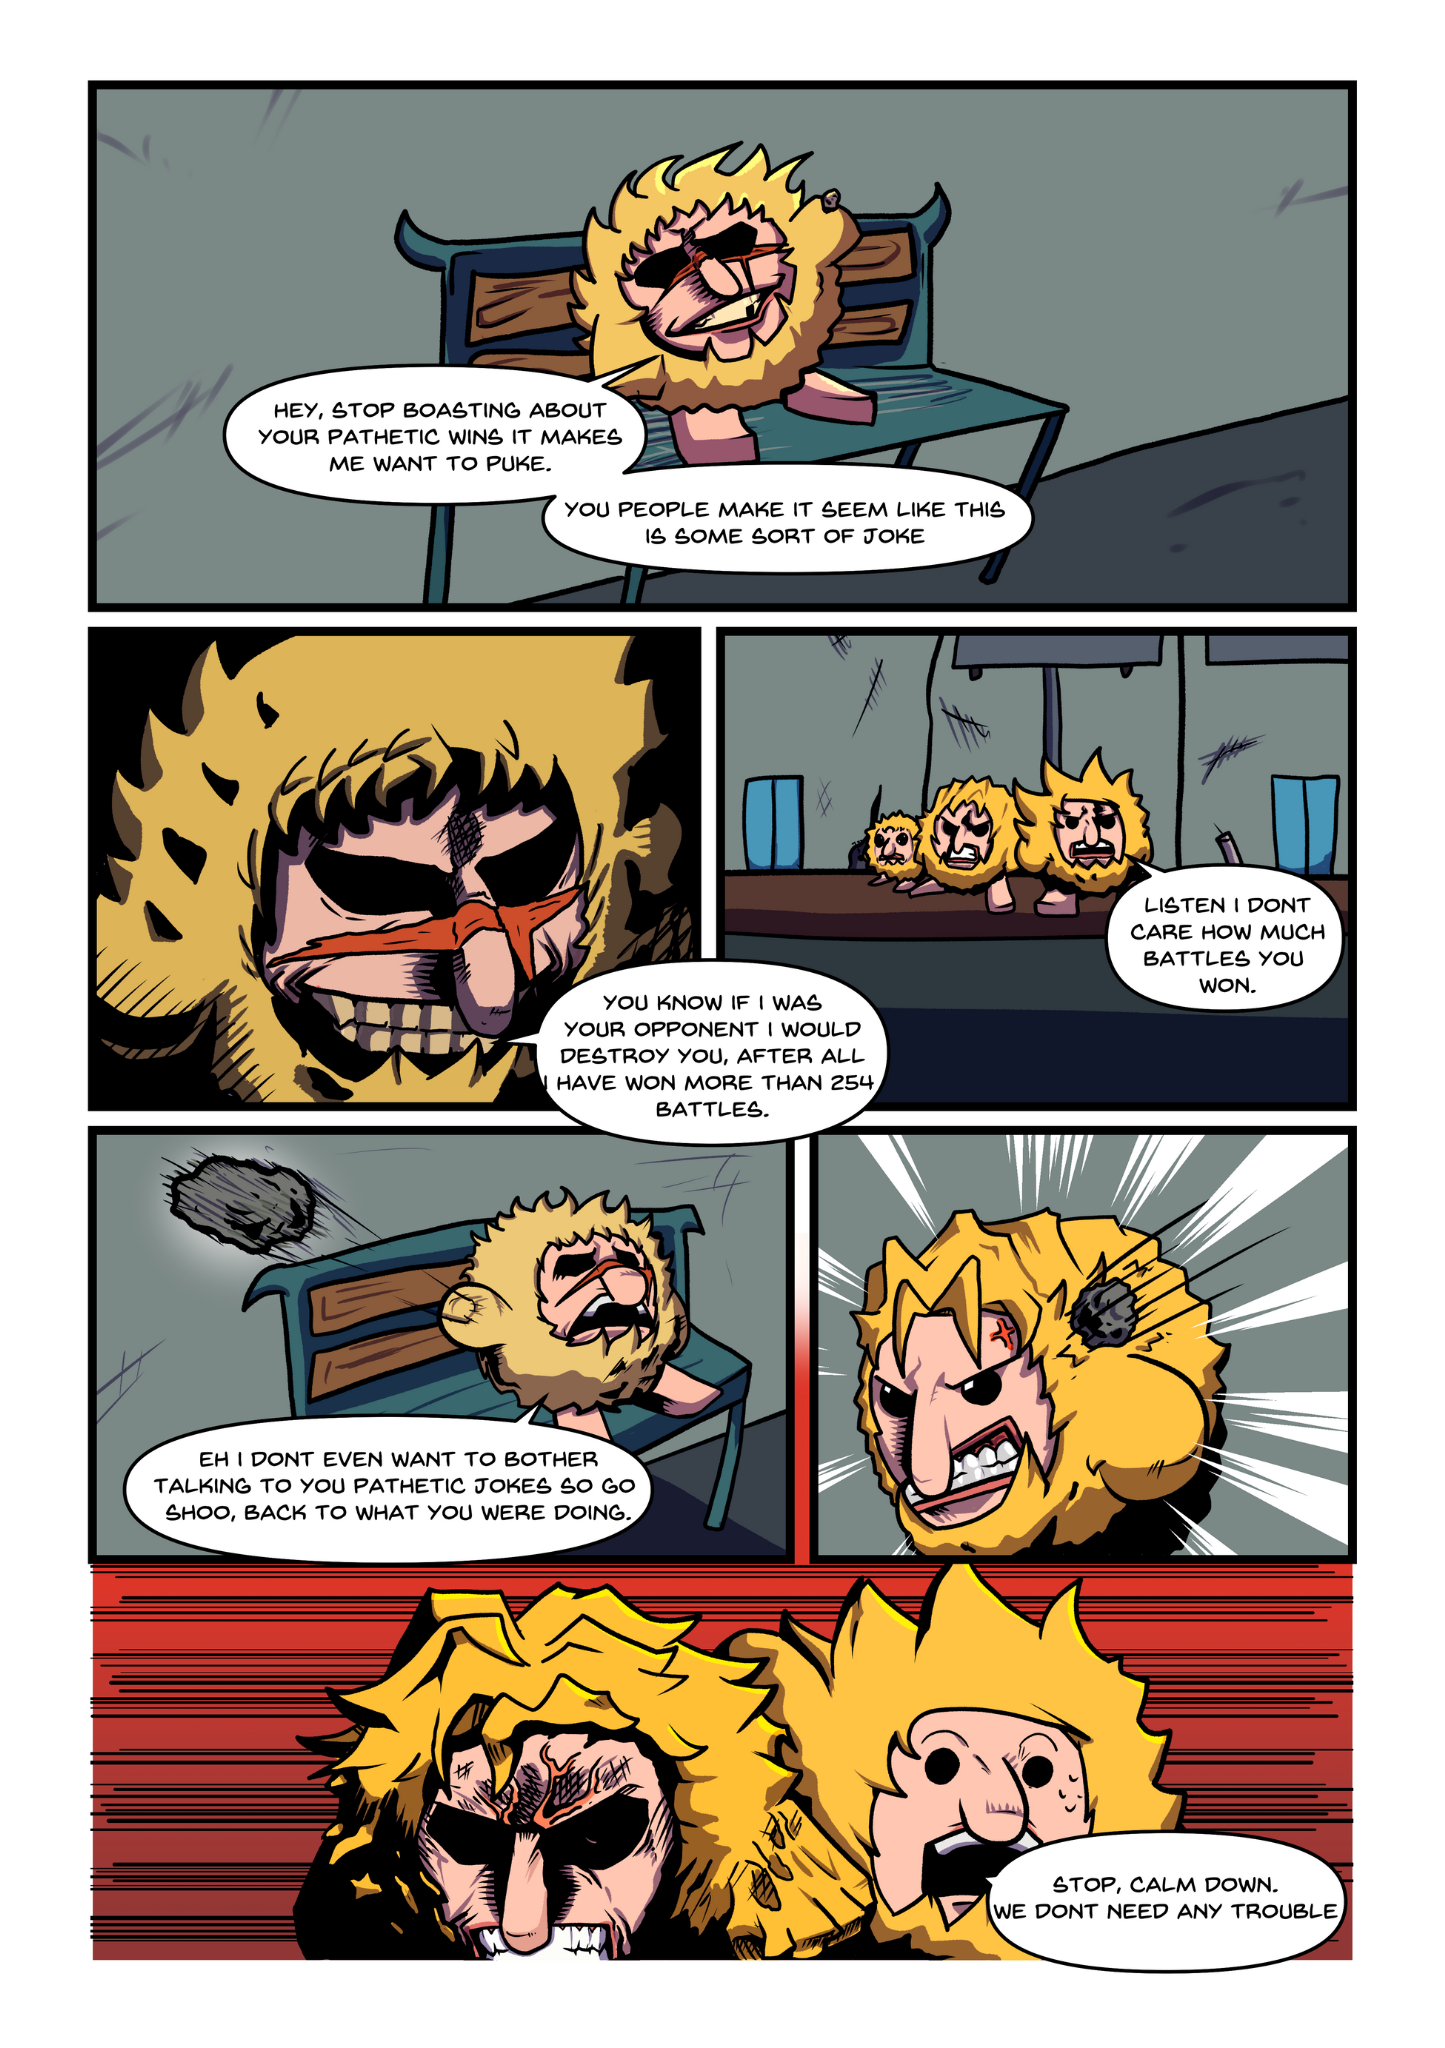 HEY, STOP BOASTING ABOUT
YOUR PATHETIC WINS IT MAKES
ME WANT TO PUKE.
YOU PEOPLE MAKE IT SEEM LIKE THIS
IS SOME SORT OF JOKE
YOU KNOW IF I WAS
YOUR OPPONENT I WOULD
DESTROY YOU, AFTER ALL
I HAVE WON MORE THAN 254
BATTLES.
LISTEN I DONT
CARE HOW MUCH
BATTLES YOU
WON.
EH I DONT EVEN WANT TO BOTHER
TALKING TO YOU PATHETIC JOKES SO GO
SHOO, BACK TO WHAT YOU WERE DOING.
STOP, CALM DOWN.
WE DONT NEED ANY TROUBLE